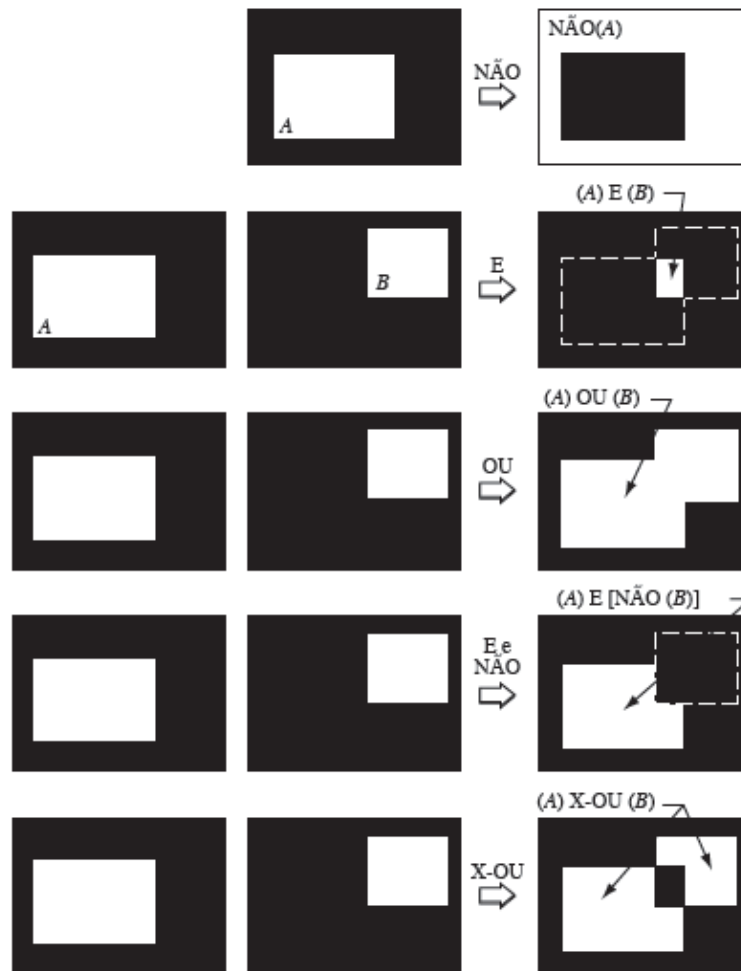 NÃO(A)
NÃO
A
(A) E (B)
E
B
A
(A) OU (B)
OU
(A) E [NÃO (B)]
E e
NÃO
(A) X-OU (B)
X-OU